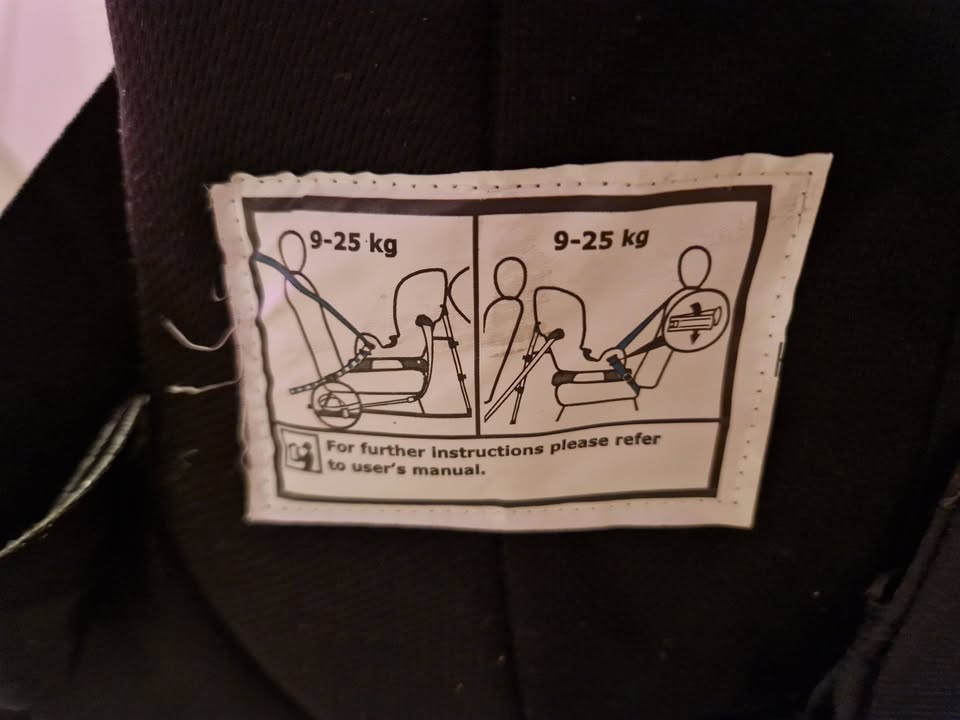 9-25 kg
9-25 kg
For further instructions please refer
to user's manual.